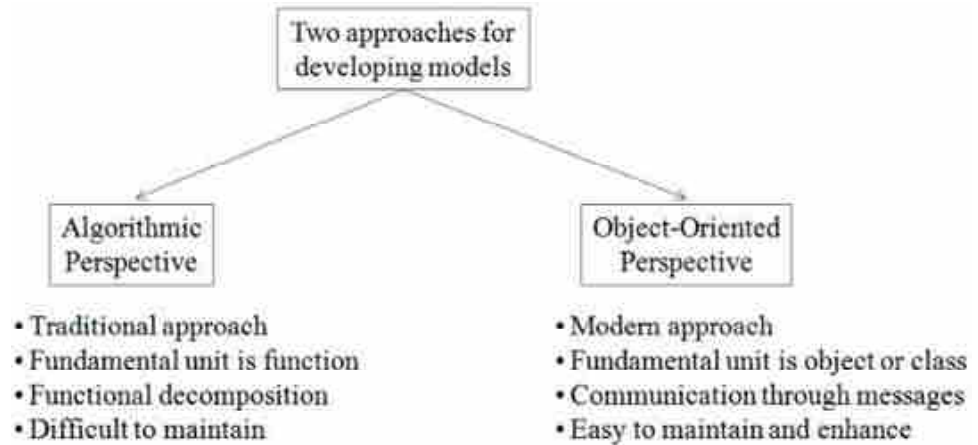 Two approaches for
developing models
Algorithmic
Perspective
• Traditional approach
• Fundamental unit is function
• Functional decomposition
• Difficult to maintain
Object-Oriented
Perspective
• Modern approach
• Fundamental unit is object or class
• Communication through messages
• Easy to maintain and enhance